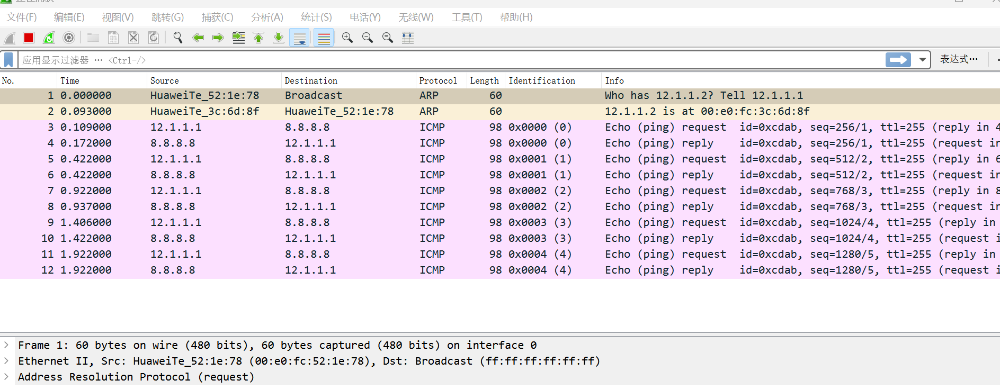 文件(F) 编辑(E) 视图(V) 跳转(G) 捕获(C) 分析(A) 统计(S) 电话(Y) 无线(W) 工具(T) 帮助(H)
应用显示过滤器 … <Ctrl-/> 表达式…
No. Time Source Destination Protocol Length Identification Info
1 0.000000 HuaweiTe_52:1e:78 Broadcast ARP 60 Who has 12.1.1.2? Tell 12.1.1.1
2 0.093000 HuaweiTe_3c:6d:8f HuaweiTe_52:1e:78 ARP 60 12.1.1.2 is at 00:e0:fc:3c:6d:8f
3 0.109000 12.1.1.1 8.8.8.8 ICMP 98 0x0000 (0) Echo (ping) request id=0xcdab, seq=256/1, ttl=255 (reply in 4
4 0.172000 8.8.8.8 12.1.1.1 ICMP 98 0x0000 (0) Echo (ping) reply id=0xcdab, seq=256/1, ttl=255 (request in
5 0.422000 12.1.1.1 8.8.8.8 ICMP 98 0x0001 (1) Echo (ping) request id=0xcdab, seq=512/2, ttl=255 (reply in 6
6 0.422000 8.8.8.8 12.1.1.1 ICMP 98 0x0001 (1) Echo (ping) reply id=0xcdab, seq=512/2, ttl=255 (request in
7 0.922000 12.1.1.1 8.8.8.8 ICMP 98 0x0002 (2) Echo (ping) request id=0xcdab, seq=768/3, ttl=255 (reply in 8
8 0.937000 8.8.8.8 12.1.1.1 ICMP 98 0x0002 (2) Echo (ping) reply id=0xcdab, seq=768/3, ttl=255 (request in
9 1.406000 12.1.1.1 8.8.8.8 ICMP 98 0x0003 (3) Echo (ping) request id=0xcdab, seq=1024/4, ttl=255 (reply in
10 1.422000 8.8.8.8 12.1.1.1 ICMP 98 0x0003 (3) Echo (ping) reply id=0xcdab, seq=1024/4, ttl=255 (request i
11 1.922000 12.1.1.1 8.8.8.8 ICMP 98 0x0004 (4) Echo (ping) request id=0xcdab, seq=1280/5, ttl=255 (reply in
12 1.922000 8.8.8.8 12.1.1.1 ICMP 98 0x0004 (4) Echo (ping) reply id=0xcdab, seq=1280/5, ttl=255 (request i
Frame 1: 60 bytes on wire (480 bits), 60 bytes captured (480 bits) on interface 0
Ethernet II, Src: HuaweiTe_52:1e:78 (00:e0:fc:52:1e:78), Dst: Broadcast (ff:ff:ff:ff:ff:ff)
Address Resolution Protocol (request)